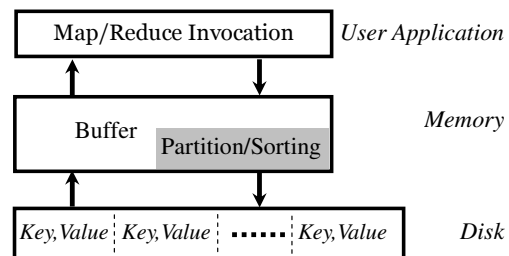 Map/Reduce Invocation User Application
Buffer Memory
Partition/Sorting
Key,Value Key,Value ...... Key,Value Disk